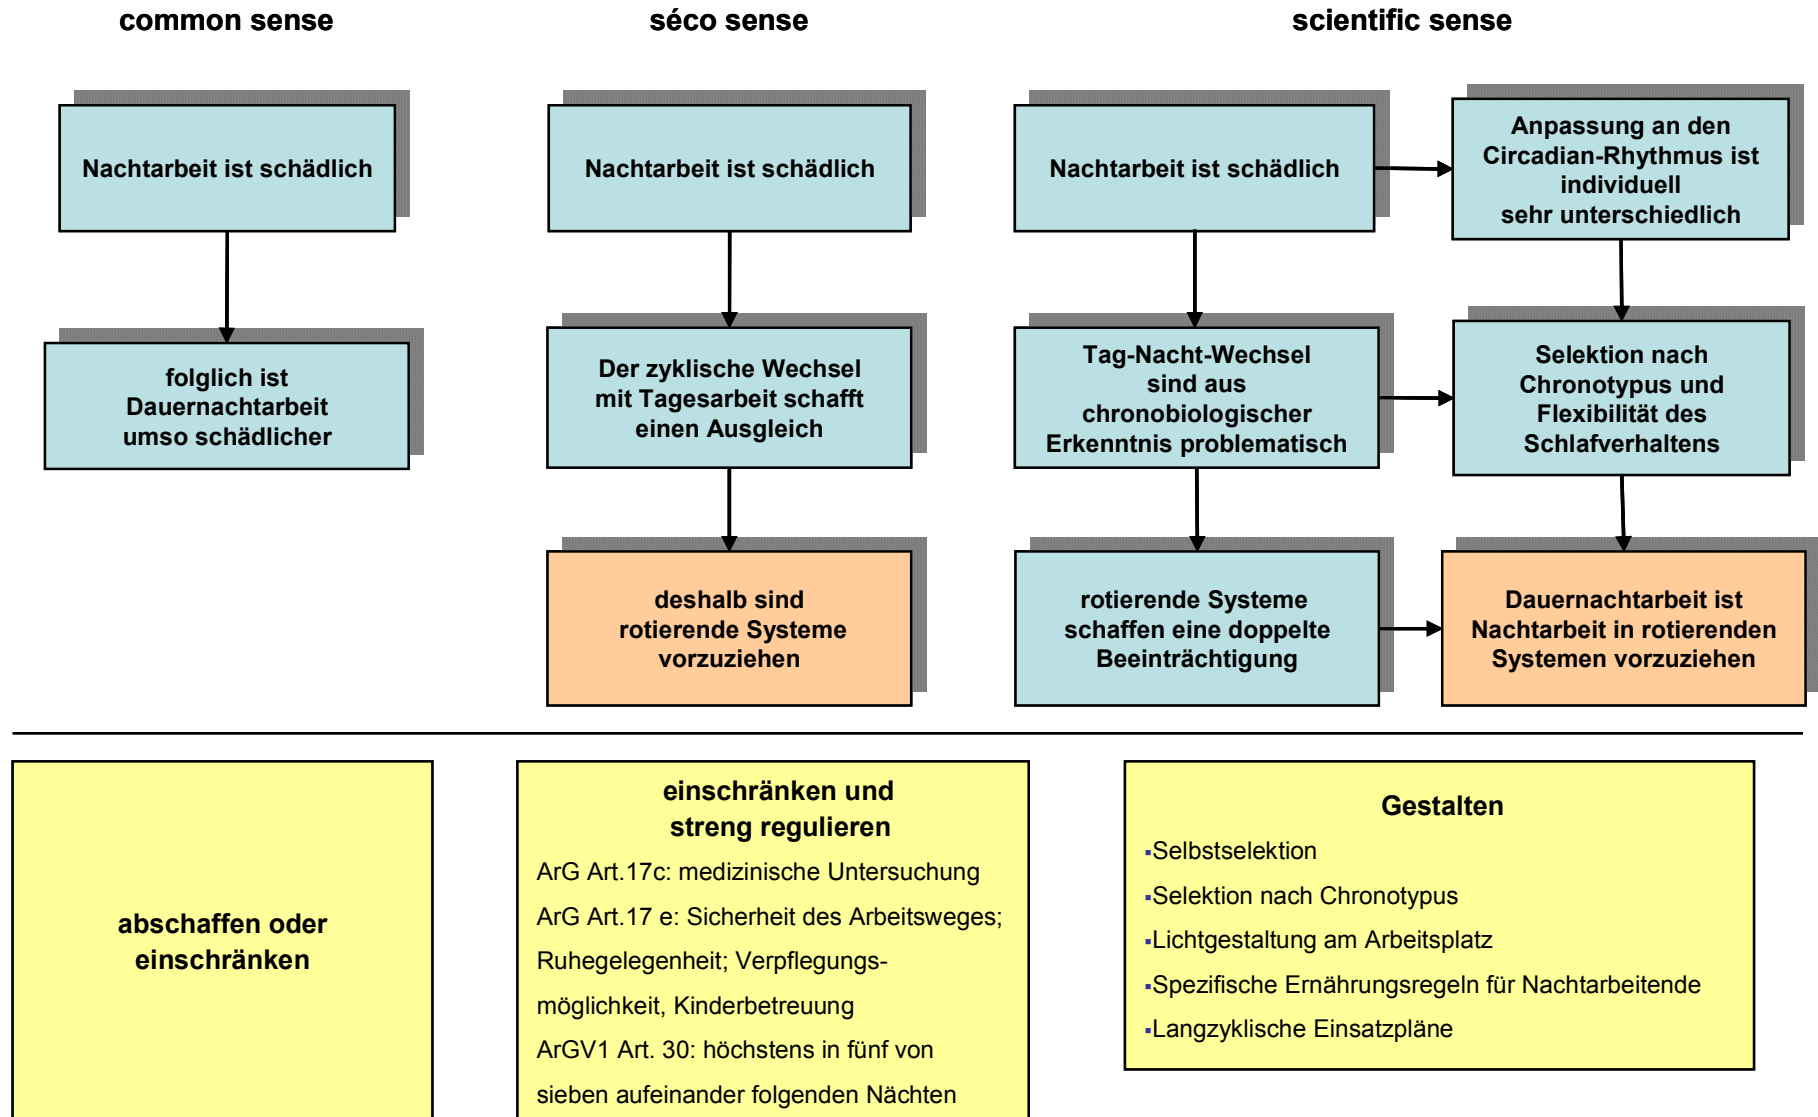 common sense
séco sense
scientific sense
Nachtarbeit ist schädlich
folglich ist
Dauernachtarbeit
umso schädlicher
Nachtarbeit ist schädlich
Der zyklische Wechsel
mit Tagesarbeit schafft
einen Ausgleich
deshalb sind
rotierende Systeme
vorzuziehen
Nachtarbeit ist schädlich
Anpassung an den
Circadian-Rhythmus ist
individuell
sehr unterschiedlich
Tag-Nacht-Wechsel
sind aus
chronobiologischer
Erkenntnis problematisch
Selektion nach
Chronotypus und
Flexibilität des
Schlafverhaltens
rotierende Systeme
schaffen eine doppelte
Beeinträchtigung
Dauernachtarbeit ist
Nachtarbeit in rotierenden
Systemen vorzuziehen
abschaffen oder
einschränken
einschränken und
streng regulieren
ArG Art.17c: medizinische Untersuchung
ArG Art.17 e: Sicherheit des Arbeitsweges;
Ruhegelegenheit; Verpflegungs-
möglichkeit, Kinderbetreuung
ArGV1 Art. 30: höchstens in fünf von
sieben aufeinander folgenden Nächten
Gestalten
▪Selbstselektion
▪Selektion nach Chronotypus
▪Lichtgestaltung am Arbeitsplatz
▪Spezifische Ernährungsregeln für Nachtarbeitende
▪Langzyklische Einsatzpläne